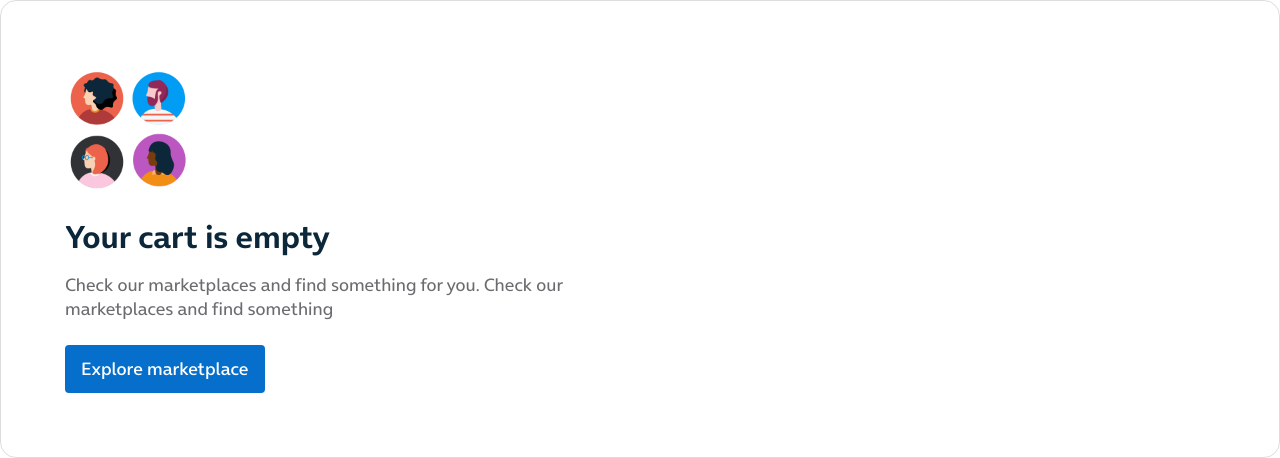 Your cart is empty
Check our marketplaces and find something for you. Check our
marketplaces and find something
Explore marketplace